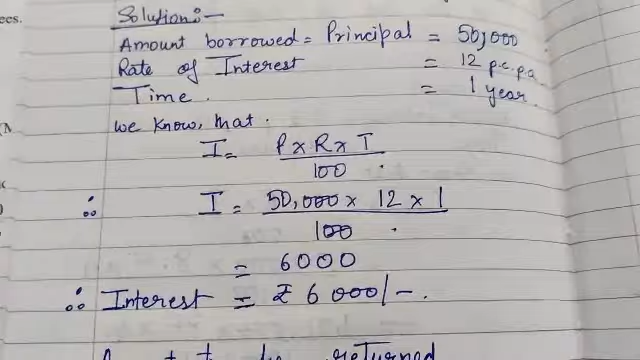 ees.
Solution:-
Amount borrowed = Principal = 50,000
Rate of Interest = 12 p.c.p.a
Time. = 1 year.
we know, that.
I = P x R x T
100
∴ I = 50,000 x 12 x 1
100
= 6000
∴ Interest = ₹ 6000/-.
returned